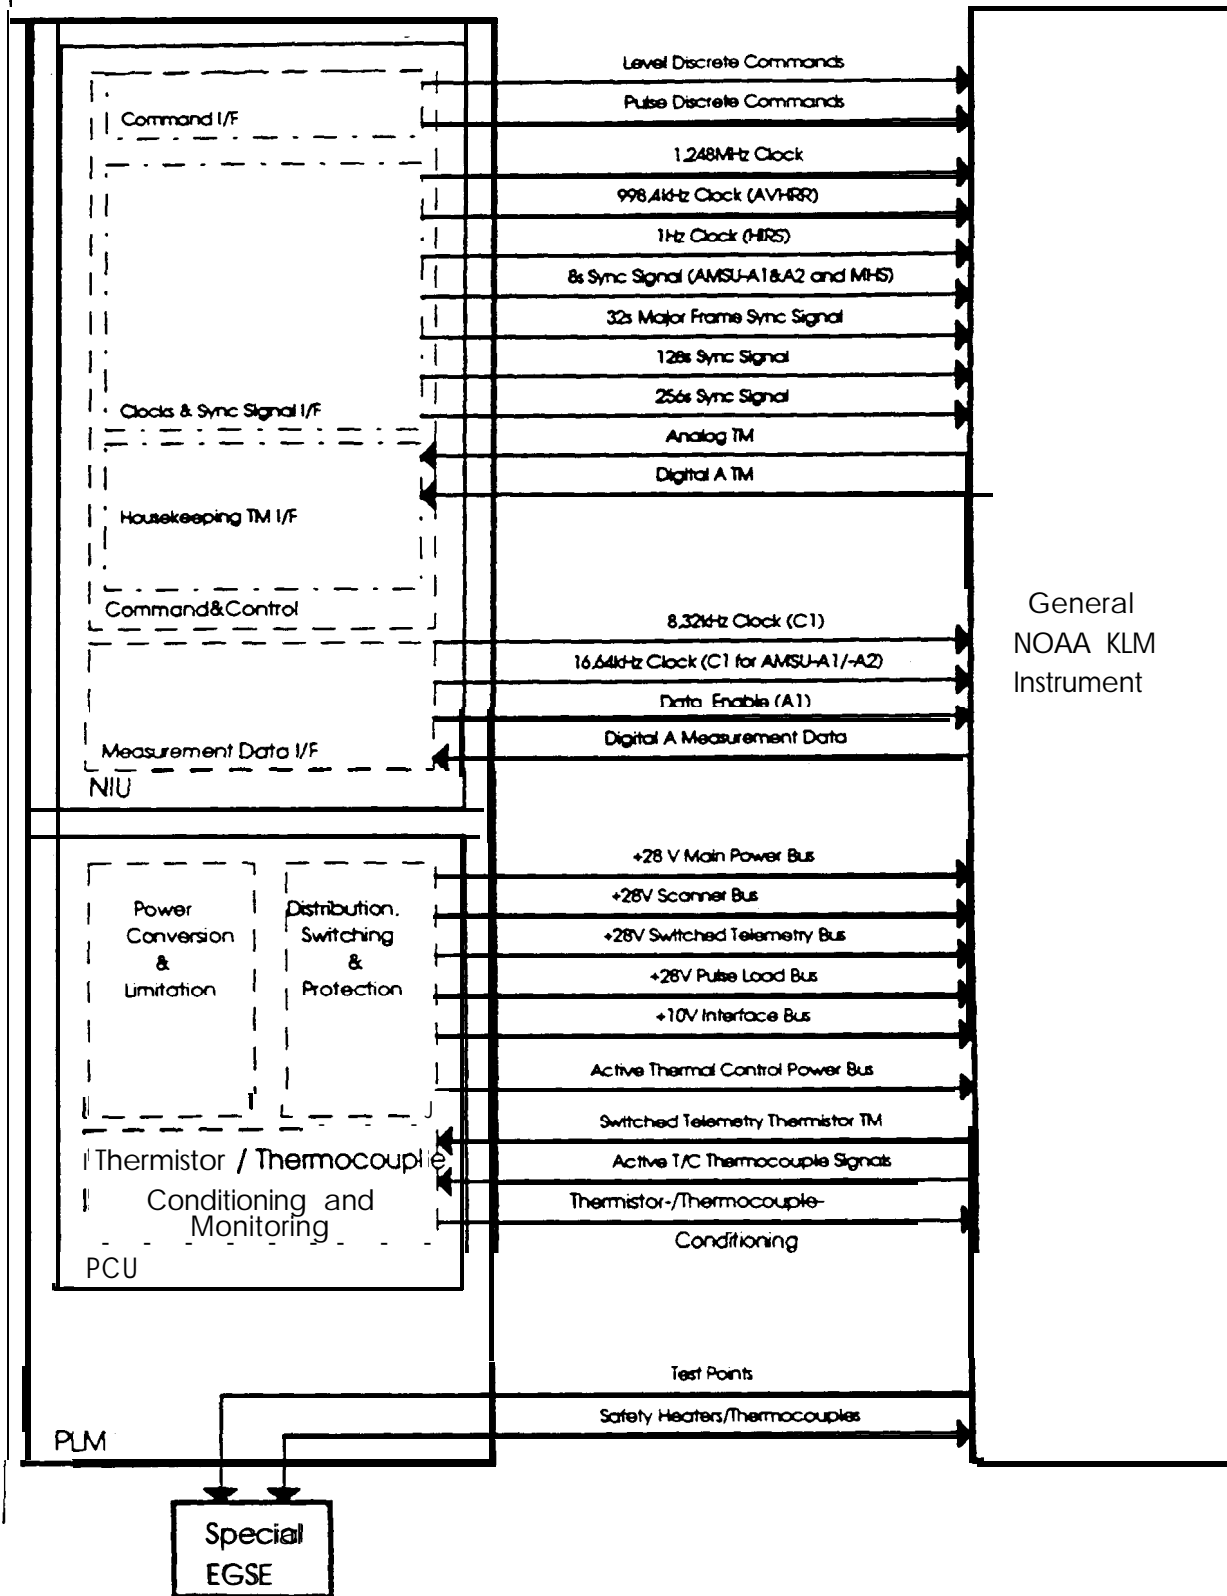 Level Discrete Commands
Pulse Discrete Commands
Command I/F
1,248MHz Clock
998,4kHz Clock (AVHRR)
1Hz Clock (HIRS)
8s Sync Signal (AMSU-A1&A2 and MHS)
32s Major Frame Sync Signal
128s Sync Signal
256s Sync Signal
Clocks & Sync Signal I/F
Analog TM
Digital A TM
Housekeeping TM I/F
Command&Control
General
NOAA KLM
Instrument
8,32kHz Clock (C1)
16,64kHz Clock (C1 for AMSU-A1/-A2)
Data Enable (A1)
Digital A Measurement Data
Measurement Data I/F
NIU
+28 V Main Power Bus
+28V Scanner Bus
+28V Switched Telemetry Bus
+28V Pulse Load Bus
+10V Interface Bus
Power
Conversion
&
Limitation
Distribution,
Switching
&
Protection
Active Thermal Control Power Bus
Switched Telemetry Thermistor TM
Active T/C Thermocouple Signals
Thermistor-/Thermocouple-
Conditioning
Thermistor / Thermocouple
Conditioning and
Monitoring
PCU
Test Points
Safety Heaters/Thermocouples
PLM
Special
EGSE